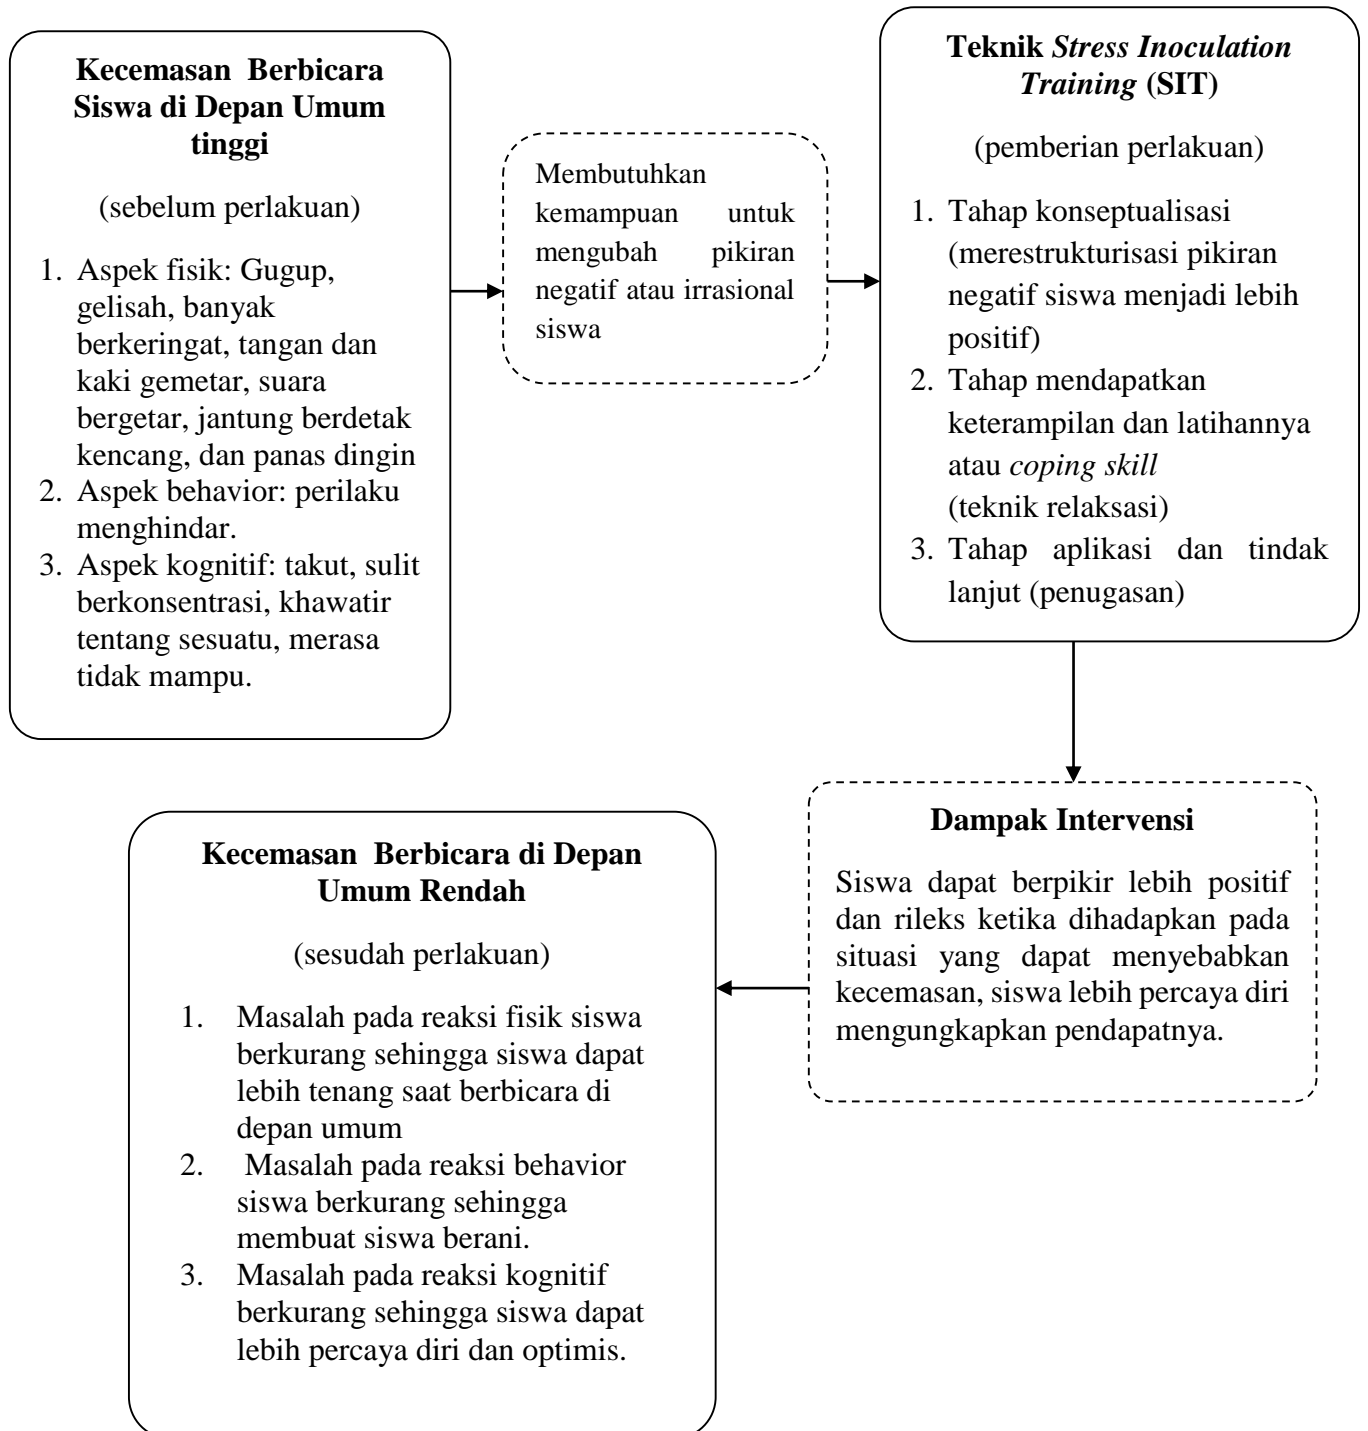 Kecemasan Berbicara
Siswa di Depan Umum
tinggi
(sebelum perlakuan)
1. Aspek fisik: Gugup,
gelisah, banyak
berkeringat, tangan dan
kaki gemetar, suara
bergetar, jantung berdetak
kencang, dan panas dingin
2. Aspek behavior: perilaku
menghindar.
3. Aspek kognitif: takut, sulit
berkonsentrasi, khawatir
tentang sesuatu, merasa
tidak mampu.
Membutuhkan
kemampuan untuk
mengubah pikiran
negatif atau irrasional
siswa
Teknik Stress Inoculation
Training (SIT)
(pemberian perlakuan)
1. Tahap konseptualisasi
(merestrukturisasi pikiran
negatif siswa menjadi lebih
positif)
2. Tahap mendapatkan
keterampilan dan latihannya
atau coping skill
(teknik relaksasi)
3. Tahap aplikasi dan tindak
lanjut (penugasan)
Dampak Intervensi
Siswa dapat berpikir lebih positif
dan rileks ketika dihadapkan pada
situasi yang dapat menyebabkan
kecemasan, siswa lebih percaya diri
mengungkapkan pendapatnya.
Kecemasan Berbicara di Depan
Umum Rendah
(sesudah perlakuan)
1. Masalah pada reaksi fisik siswa
berkurang sehingga siswa dapat
lebih tenang saat berbicara di
depan umum
2. Masalah pada reaksi behavior
siswa berkurang sehingga
membuat siswa berani.
3. Masalah pada reaksi kognitif
berkurang sehingga siswa dapat
lebih percaya diri dan optimis.